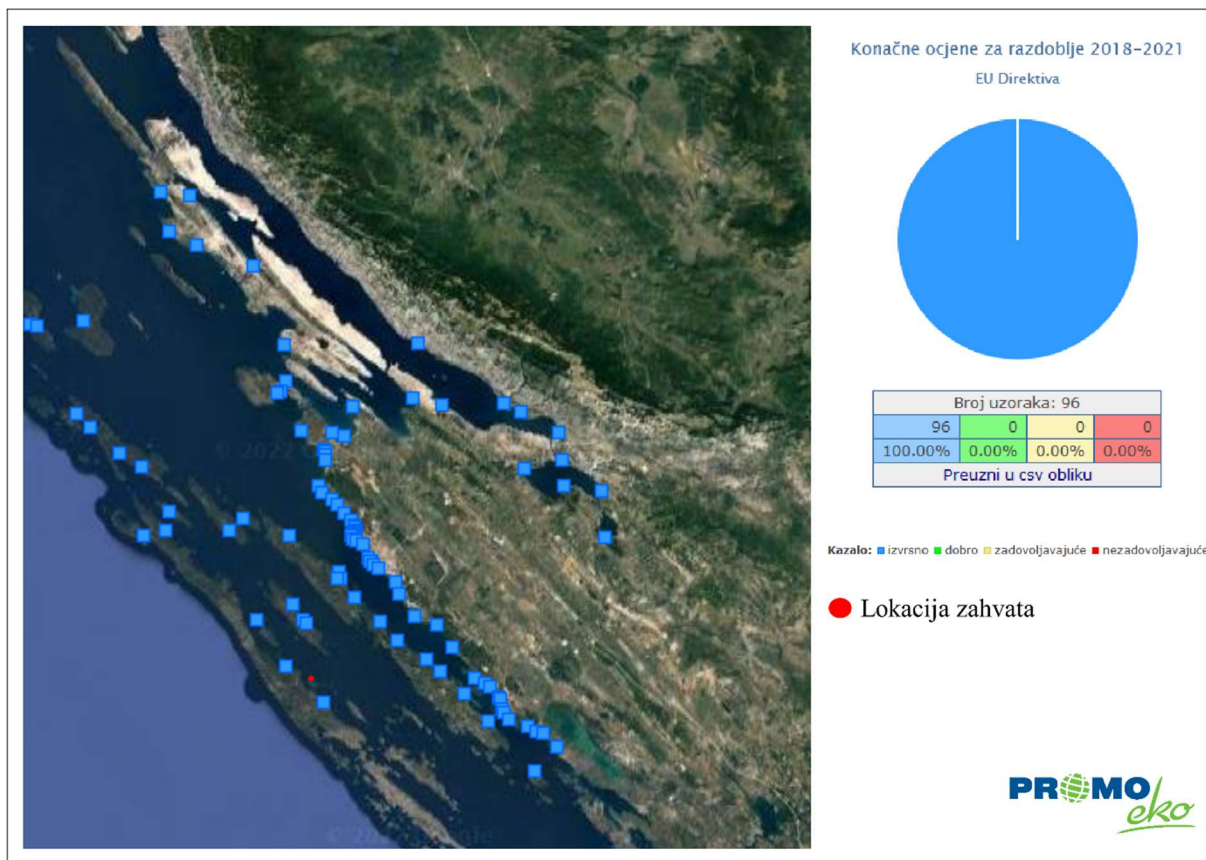 Konačne ocjene za razdoblje 2018-2021
EU Direktiva
Broj uzoraka: 96
96 0 0 0
100.00% 0.00% 0.00% 0.00%
Preuzni u csv obliku
Kazalo: izvrsno dobro zadovoljavajuće nezadovoljavajuće
Lokacija zahvata
PROMO
eko